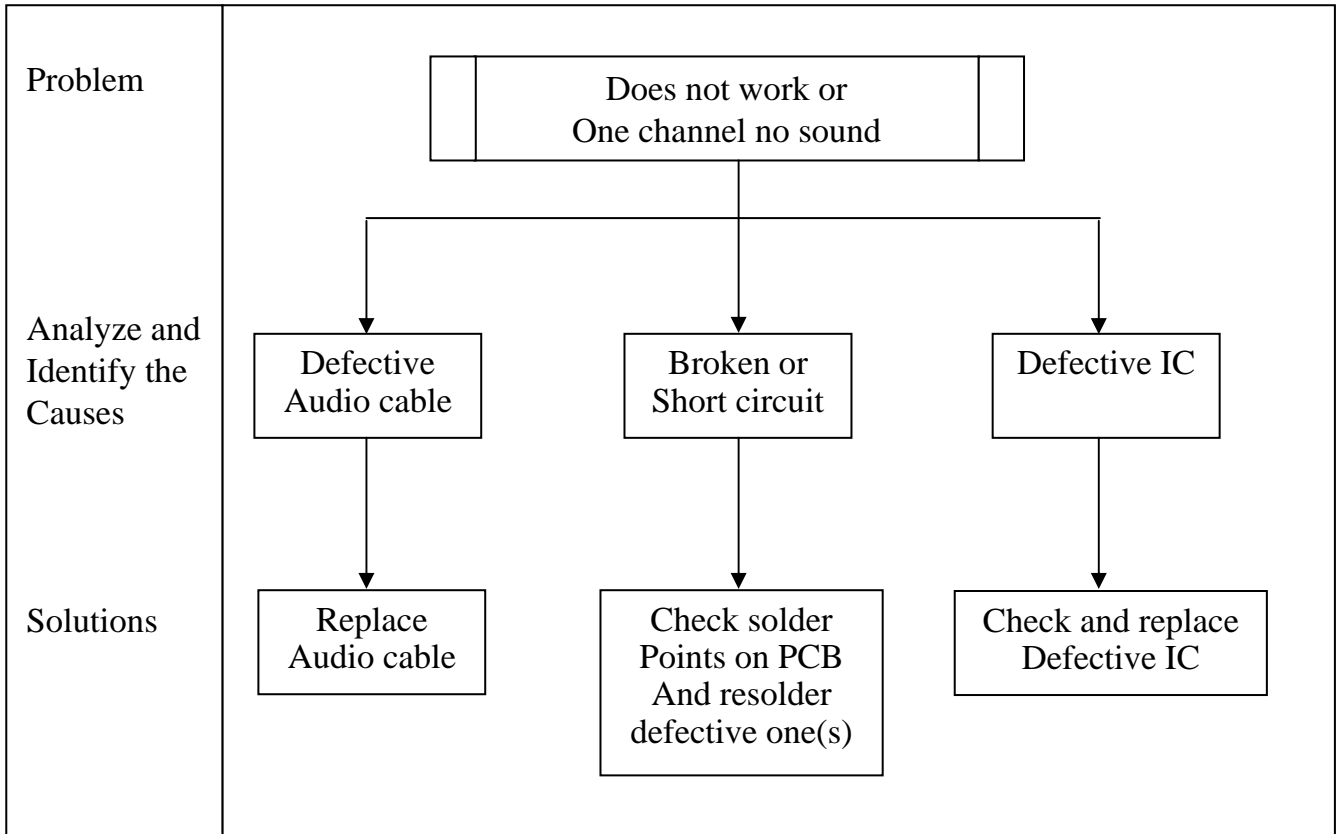 Problem
Does not work or
One channel no sound
Analyze and
Identify the
Causes
Defective
Audio cable
Broken or
Short circuit
Defective IC
Solutions
Replace
Audio cable
Check solder
Points on PCB
And resolder
defective one(s)
Check and replace
Defective IC